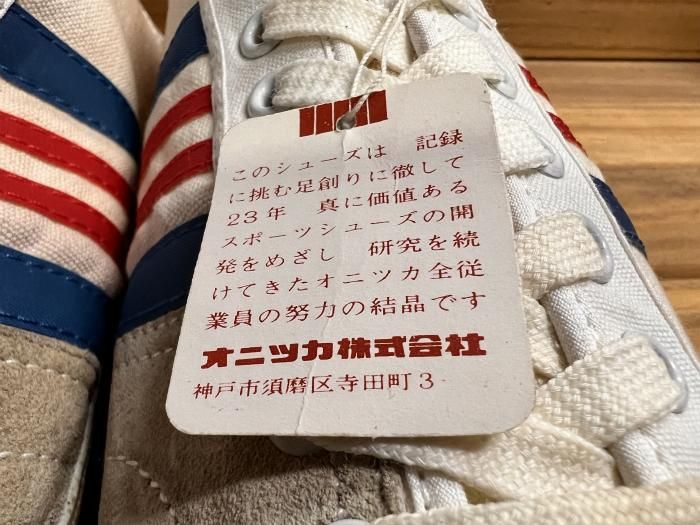 このシューズは　記録
に挑む足創りに徹して
23年　真に価値ある
スポーツシューズの開
発をめざし　研究を続
けてきたオニツカ全従
業員の努力の結晶です
オニツカ株式会社
神戸市須磨区寺田町3